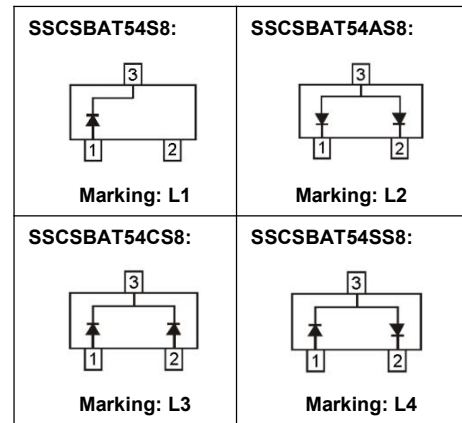 SSCSBAT54S8:
3
1 2
Marking: L1
SSCSBAT54AS8:
3
1 2
Marking: L2
SSCSBAT54CS8:
3
1 2
Marking: L3
SSCSBAT54SS8:
3
1 2
Marking: L4